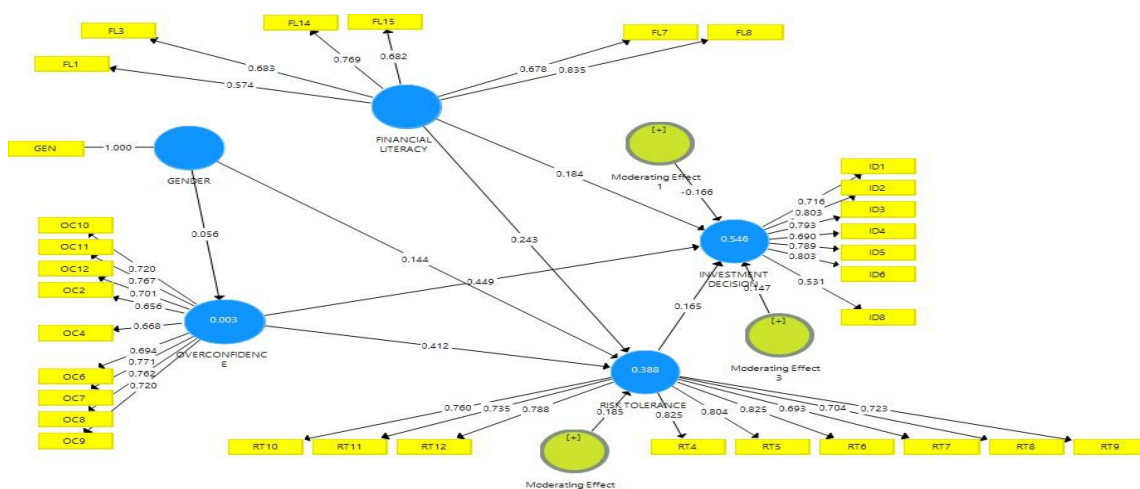 FL14
FL15
FL3
FL7
FL8
FL1
0.769
0.682
0.683
0.678
0.835
0.574
FINANCIAL
LITERACY
[+]
GEN
1.000
GENDER
Moderating Effect
1
0.184
-0.166
ID1
ID2
ID3
ID4
ID5
ID6
ID8
0.716
0.803
0.793
0.690
0.789
0.803
0.531
0.546
INVESTMENT
DECISION
OC10
OC11
OC12
OC2
OC4
OC6
OC7
OC8
OC9
0.056
0.144
0.243
0.720
0.767
0.701
0.656
0.668
0.694
0.771
0.762
0.720
0.449
0.165
0.147
0.003
OVERCONFIDENC
E
0.412
[+]
Moderating Effect
3
0.388
RISK TOLERANCE
0.760
0.735
0.788
0.185
0.825
0.804
0.825
0.693
0.704
0.723
RT10
RT11
RT12
[+]
RT4
RT5
RT6
RT7
RT8
RT9
Moderating Effect